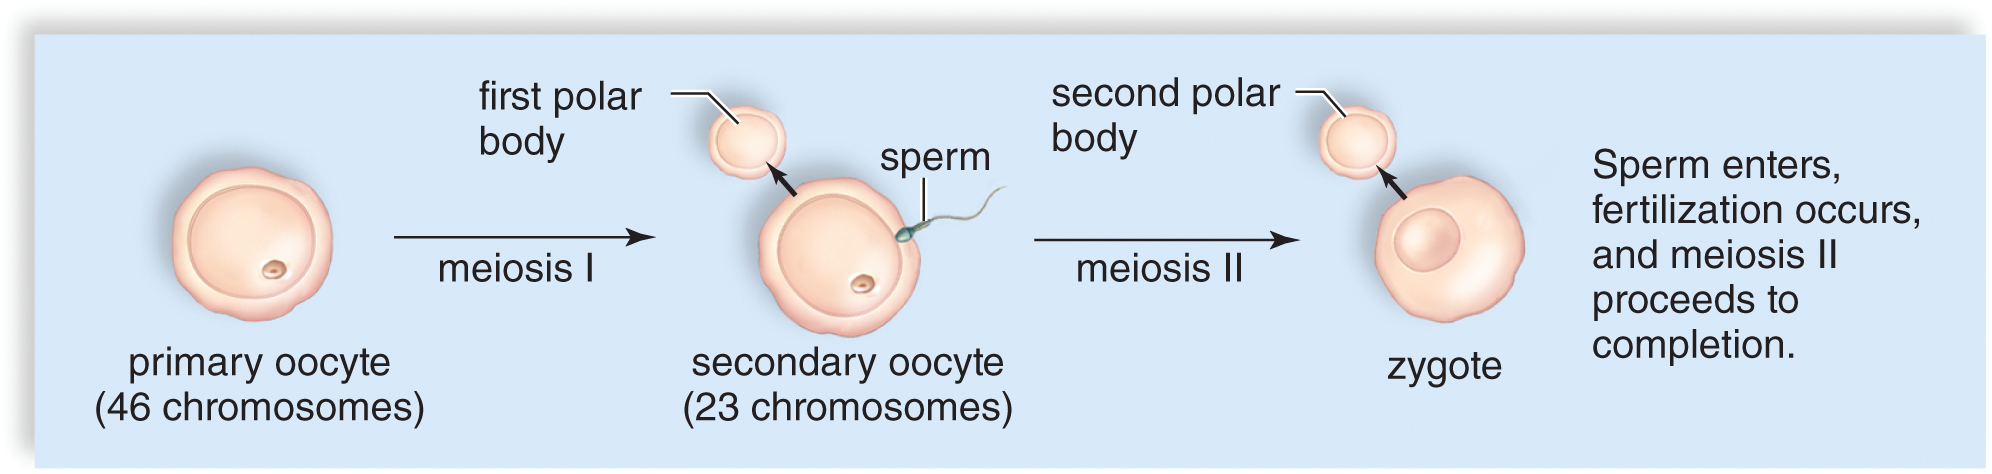 first polar
body
second polar
body
sperm
meiosis I
meiosis II
primary oocyte
(46 chromosomes)
secondary oocyte
(23 chromosomes)
zygote
Sperm enters,
fertilization occurs,
and meiosis II
proceeds to
completion.